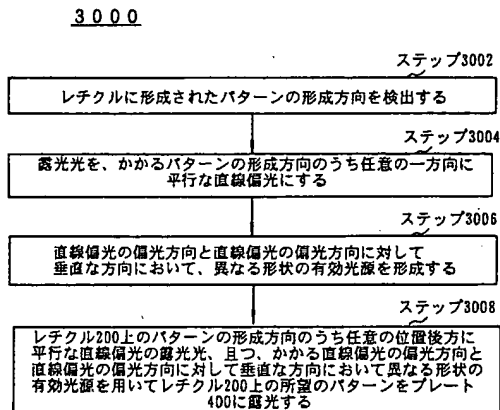 3000
ステップ3002
レチクルに形成されたパターンの形成方向を検出する
ステップ3004
露光光を、かかるパターンの形成方向のうち任意の一方向に
平行な直線偏光にする
ステップ3006
直線偏光の偏光方向と直線偏光の偏光方向に対して
垂直な方向において、異なる形状の有効光源を形成する
ステップ3008
レチクル200上のパターンの形成方向のうち任意の位置後方に
平行な直線偏光の露光光、且つ、かかる直線偏光の偏光方向と
直線偏光の偏光方向に対して垂直な方向において異なる形状の
有効光源を用いてレチクル200上の所望のパターンをプレート
400に露光する